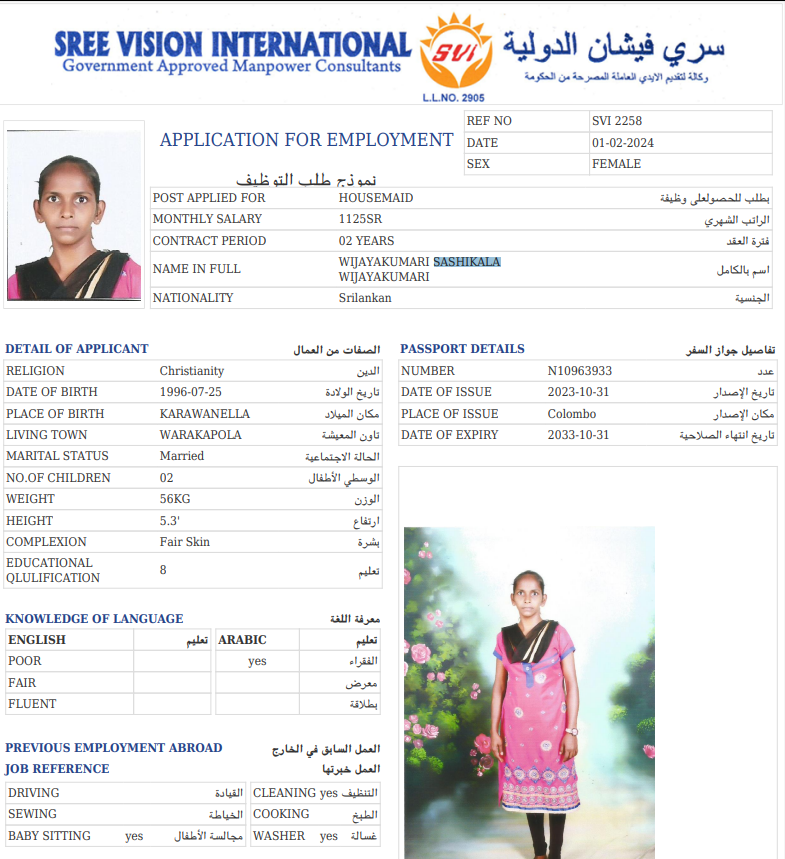 SREE VISION INTERNATIONAL
Government Approved Manpower Consultants
SVI
L.L.NO. 2905
سري فيشان الدولية
وكالة لتقديم الايدي العاملة المصرحة من الحكومة
APPLICATION FOR EMPLOYMENT
نموذج طلب التوظيف
REF NO SVI 2258
DATE 01-02-2024
SEX FEMALE
POST APPLIED FOR HOUSEMAID بطلب للحصولعلى وظيفة
MONTHLY SALARY 1125SR الراتب الشهري
CONTRACT PERIOD 02 YEARS فترة العقد
NAME IN FULL WIJAYAKUMARI SASHIKALA اسم بالكامل
WIJAYAKUMARI
NATIONALITY Srilankan الجنسية
DETAIL OF APPLICANT الصفات من العمال
RELIGION Christianity الدين
DATE OF BIRTH 1996-07-25 تاريخ الولادة
PLACE OF BIRTH KARAWANELLA مكان الميلاد
LIVING TOWN WARAKAPOLA تاون المعيشة
MARITAL STATUS Married الحالة الاجتماعية
NO.OF CHILDREN 02 الوسطي الأطفال
WEIGHT 56KG الوزن
HEIGHT 5.3' ارتفاع
COMPLEXION Fair Skin بشرة
EDUCATIONAL
QLULIFICATION 8 تعليم
PASSPORT DETAILS تفاصيل جواز السفر
NUMBER N10963933 عدد
DATE OF ISSUE 2023-10-31 تاريخ الإصدار
PLACE OF ISSUE Colombo مكان الإصدار
DATE OF EXPIRY 2033-10-31 تاريخ انتهاء الصلاحية
KNOWLEDGE OF LANGUAGE معرفة اللغة
ENGLISH تعليم ARABIC تعليم
POOR yes الفقراء
FAIR معرض
FLUENT بطلاقة
PREVIOUS EMPLOYMENT ABROAD العمل السابق في الخارج
JOB REFERENCE العمل خبرتها
DRIVING القيادة CLEANING yes التنظيف
SEWING الخياطة COOKING الطبخ
BABY SITTING yes مجالسة الأطفال WASHER yes غسالة